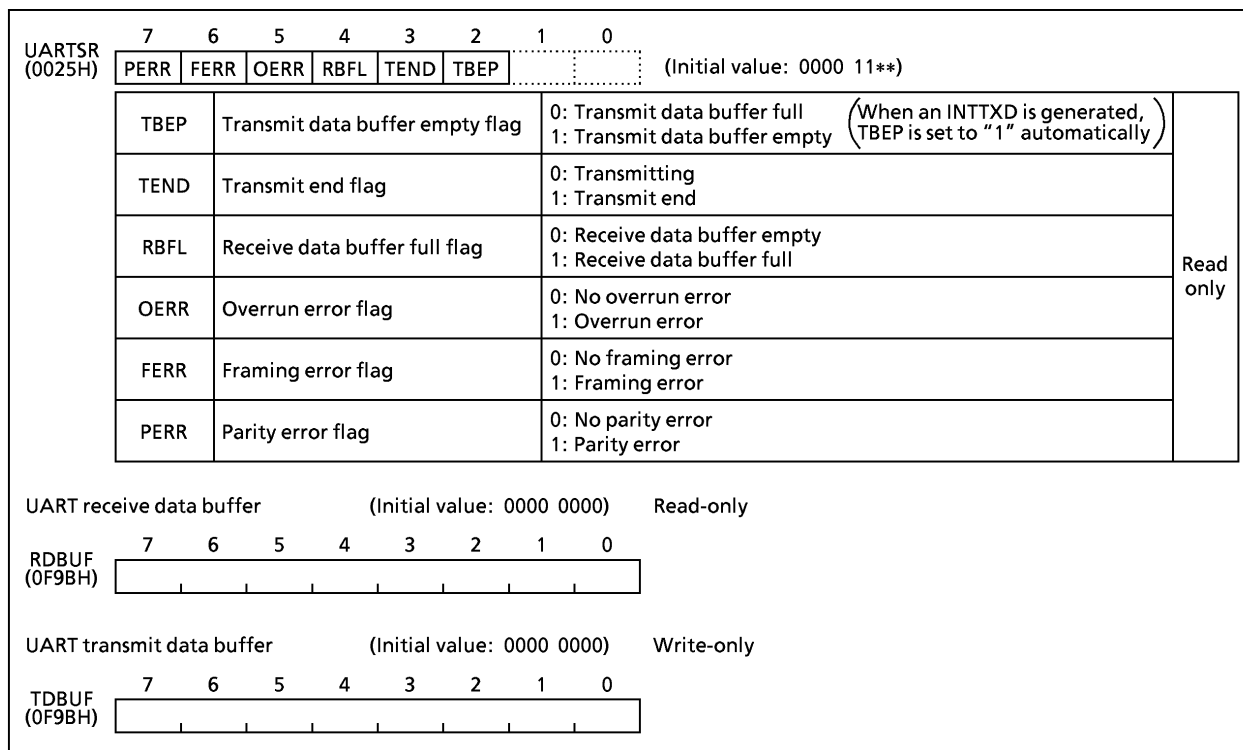 7 6 5 4 3 2 1 0
UARTSR
(0025H) PERR FERR OERR RBFL TEND TBEP (Initial value: 0000 11**)
TBEP Transmit data buffer empty flag 0: Transmit data buffer full (When an INTTXD is generated,
1: Transmit data buffer empty TBEP is set to "1" automatically)
TEND Transmit end flag 0: Transmitting
1: Transmit end
RBFL Receive data buffer full flag 0: Receive data buffer empty
1: Receive data buffer full
Read
only
OERR Overrun error flag 0: No overrun error
1: Overrun error
FERR Framing error flag 0: No framing error
1: Framing error
PERR Parity error flag 0: No parity error
1: Parity error
UART receive data buffer (Initial value: 0000 0000) Read-only
7 6 5 4 3 2 1 0
RDBUF
(0F9BH)
UART transmit data buffer (Initial value: 0000 0000) Write-only
7 6 5 4 3 2 1 0
TDBUF
(0F9BH)